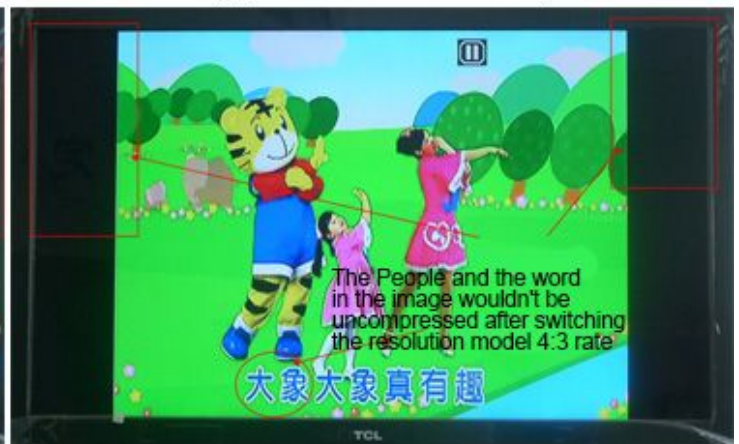 The People and the word
in the image wouldn't be
uncompressed after switching
the resolution model 4:3 rate
大象大象真有趣
TCL